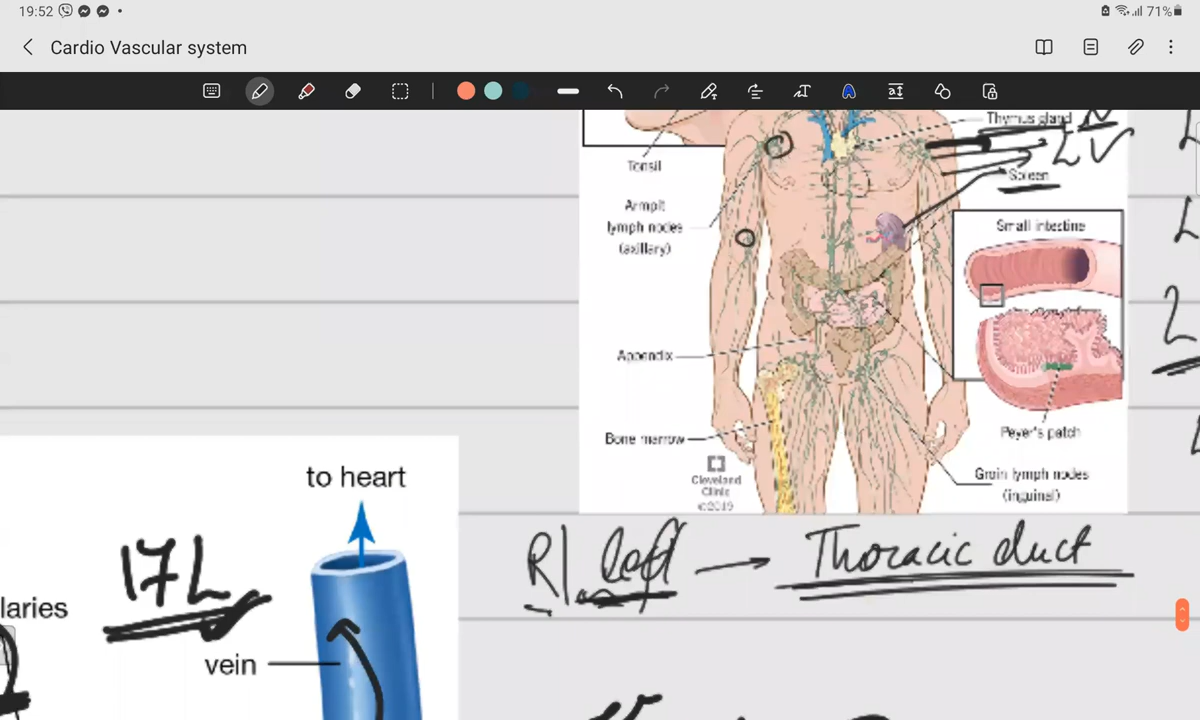 19:52
71%
Cardio Vascular system
Thymus gland
N
LV
Tonsil
Spleen
Armpit
lymph nodes
(axillary)
Small intestine
Appendix
Bone marrow
Peyer's patch
Cleveland
Clinic
©2019
Groin lymph nodes
(inguinal)
to heart
17L
R| left → Thoracic duct
laries
vein